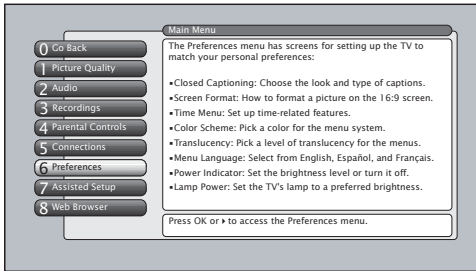 Main Menu
0 Go Back
1 Picture Quality
2 Audio
3 Recordings
4 Parental Controls
5 Connections
6 Preferences
7 Assisted Setup
8 Web Browser
The Preferences menu has screens for setting up the TV to
match your personal preferences:
▪Closed Captioning: Choose the look and type of captions.
▪Screen Format: How to format a picture on the 16:9 screen.
▪Time Menu: Set up time-related features.
▪Color Scheme: Pick a color for the menu system.
▪Translucency: Pick a level of translucency for the menus.
▪Menu Language: Select from English, Español, and Français.
▪Power Indicator: Set the brightness level or turn it off.
▪Lamp Power: Set the TV's lamp to a preferred brightness.
Press OK or ▸ to access the Preferences menu.